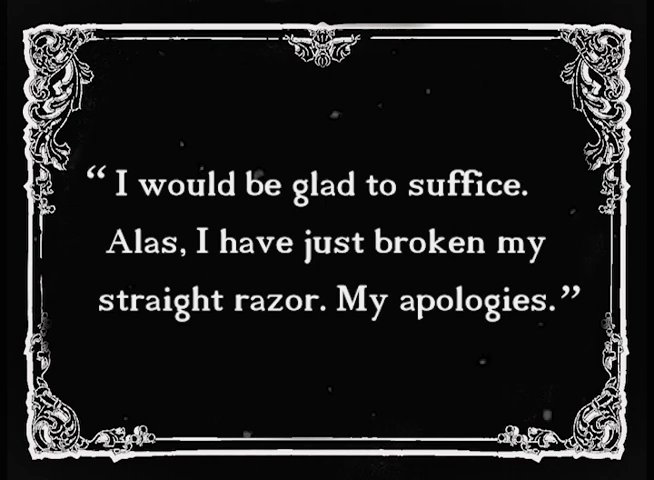 “ I would be glad to suffice.
Alas, I have just broken my
straight razor. My apologies.”